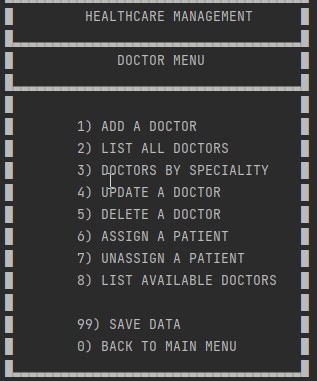 HEALTHCARE MANAGEMENT
DOCTOR MENU
1) ADD A DOCTOR
2) LIST ALL DOCTORS
3) DOCTORS BY SPECIALITY
4) UPDATE A DOCTOR
5) DELETE A DOCTOR
6) ASSIGN A PATIENT
7) UNASSIGN A PATIENT
8) LIST AVAILABLE DOCTORS
99) SAVE DATA
0) BACK TO MAIN MENU